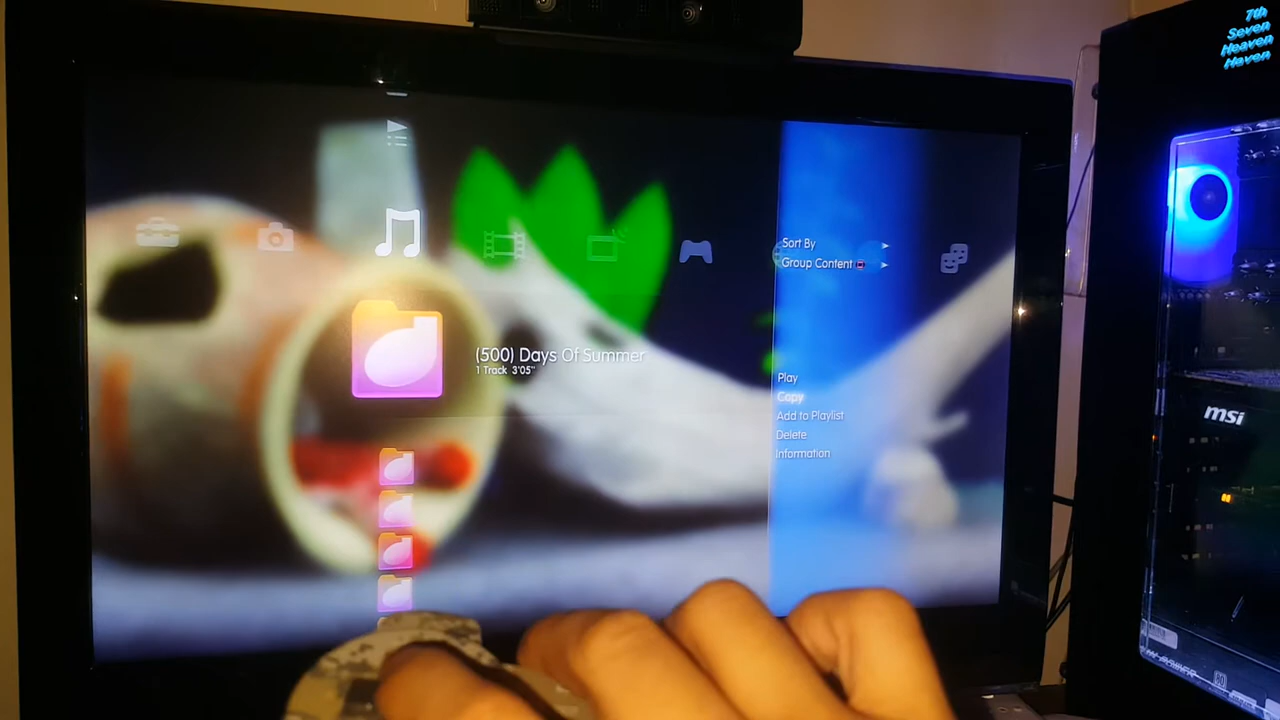 7th
Seven
Heaven
Haven
Sort By
Group Content
(500) Days Of Summer
1 Track 3'05"
Play
Copy
Add to Playlist
Delete
Information
msi